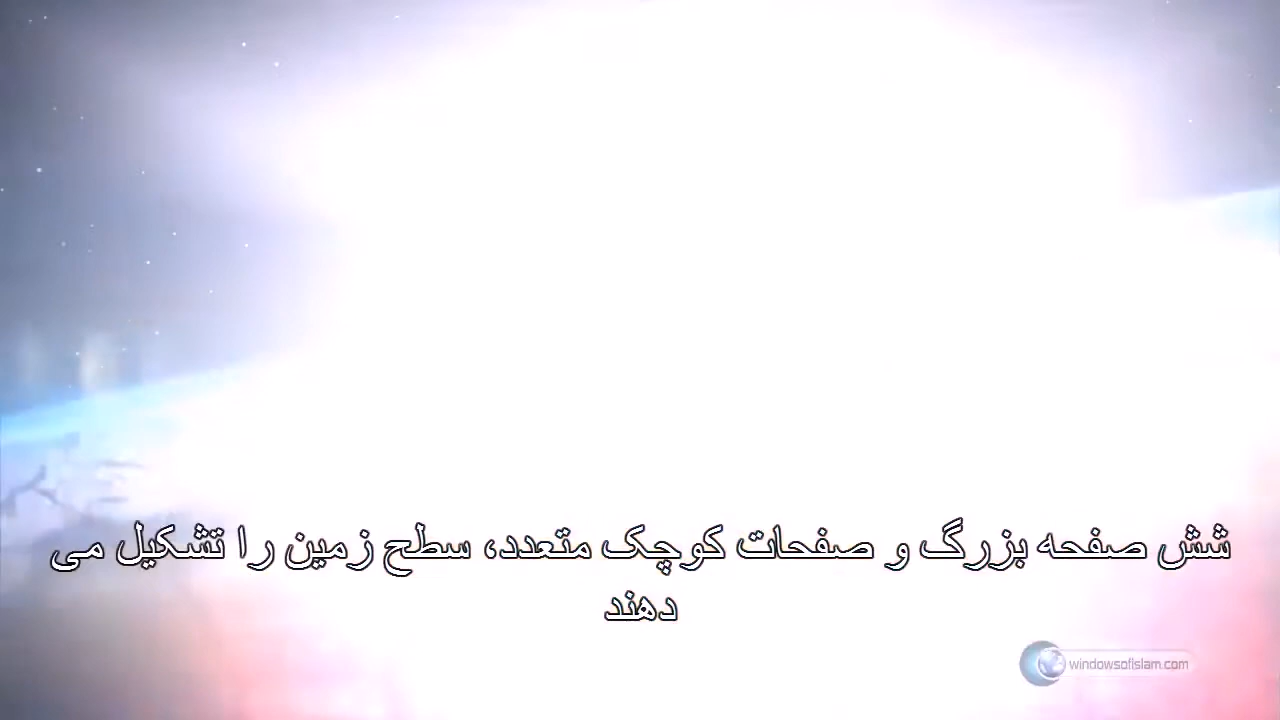 شش صفحه بزرگ و صفحات کوچک متعدد، سطح زمین را تشکیل می
دهند
windowsofislam.com